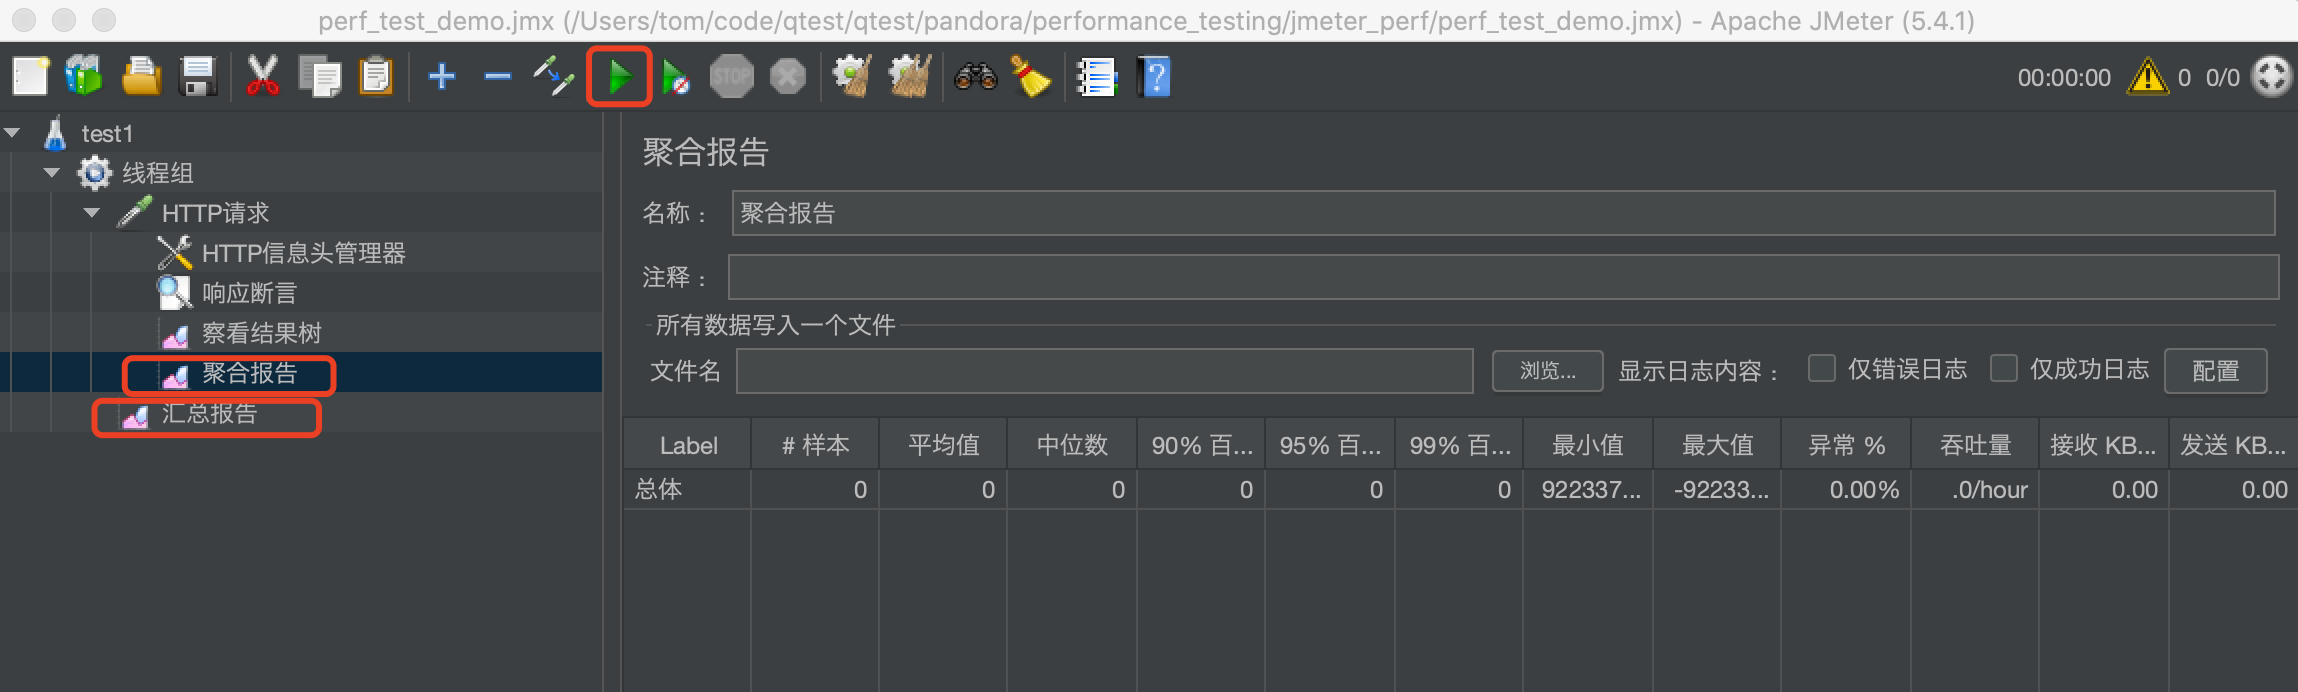 perf_test_demo.jmx (/Users/tom/code/qtest/qtest/pandora/performance_testing/jmeter_perf/perf_test_demo.jmx) - Apache JMeter (5.4.1)
STOP
00:00:00 0 0/0
test1
线程组
HTTP请求
HTTP信息头管理器
响应断言
察看结果树
聚合报告
汇总报告
聚合报告
名称： 聚合报告
注释：
所有数据写入一个文件
文件名 浏览... 显示日志内容： 仅错误日志 仅成功日志 配置
Label # 样本 平均值 中位数 90% 百... 95% 百... 99% 百... 最小值 最大值 异常 % 吞吐量 接收 KB... 发送 KB...
总体 0 0 0 0 0 0 922337... -92233... 0.00% .0/hour 0.00 0.00